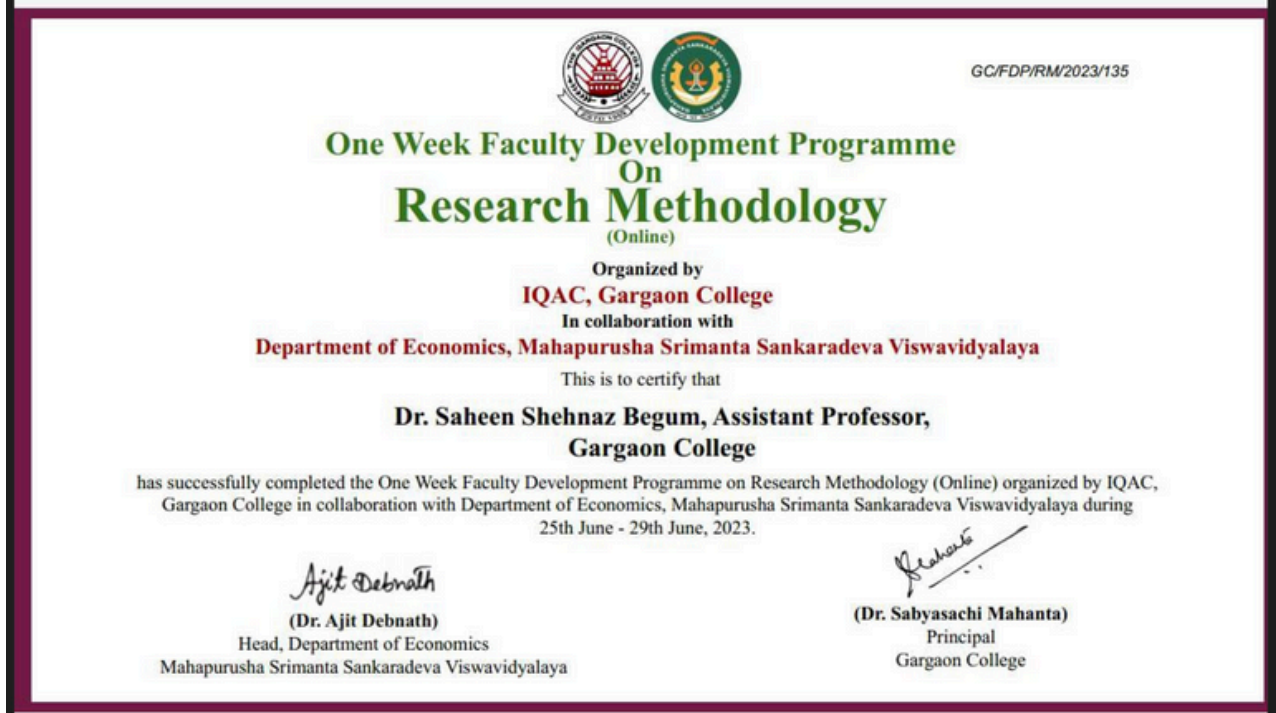 THE GARGAON COLLEGE
ESTD 1959
GC/FDP/RM/2023/135
One Week Faculty Development Programme
On
Research Methodology
(Online)
Organized by
IQAC, Gargaon College
In collaboration with
Department of Economics, Mahapurusha Srimanta Sankaradeva Viswavidyalaya
This is to certify that
Dr. Saheen Shehnaz Begum, Assistant Professor,
Gargaon College
has successfully completed the One Week Faculty Development Programme on Research Methodology (Online) organized by IQAC,
Gargaon College in collaboration with Department of Economics, Mahapurusha Srimanta Sankaradeva Viswavidyalaya during
25th June - 29th June, 2023.
Ajit Debnath
(Dr. Ajit Debnath)
Head, Department of Economics
Mahapurusha Srimanta Sankaradeva Viswavidyalaya
(Dr. Sabyasachi Mahanta)
Principal
Gargaon College